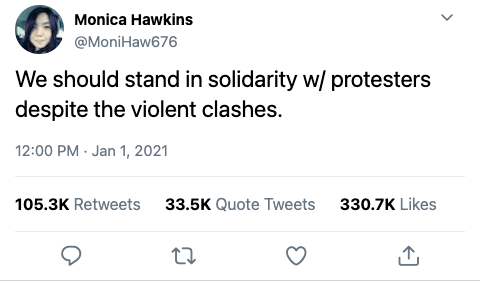 Monica Hawkins
@MoniHaw676
We should stand in solidarity w/ protesters
despite the violent clashes.
12:00 PM · Jan 1, 2021
105.3K Retweets 33.5K Quote Tweets 330.7K Likes